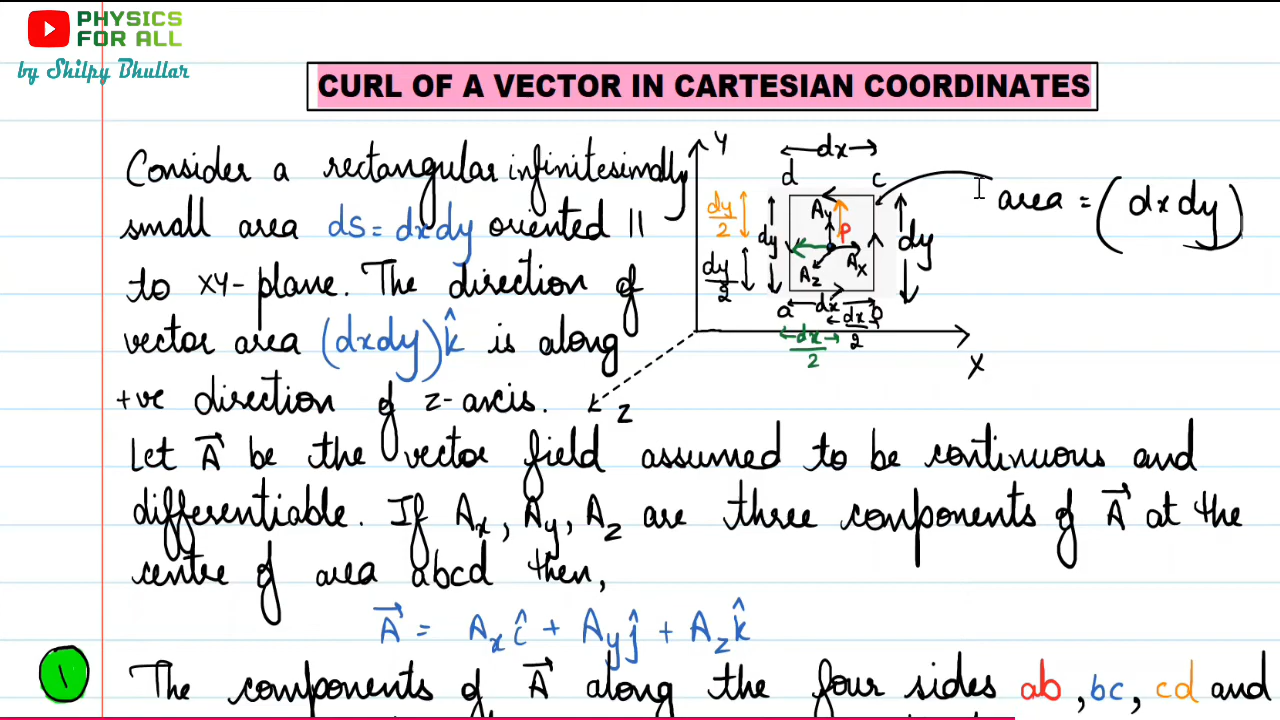 PHYSICS
FOR ALL
by Shilpy Bhullar
CURL OF A VECTOR IN CARTESIAN COORDINATES
Consider a rectangular infinitesimally
small area ds = dxdy oriented ||
to XY-plane. The direction of
vector area (dxdy)k̂ is along
+ve direction of z-axis.
Y
dx
d
c
dy/2
dy
Ay
P
dy
dy/2
Az
Ax
a
dx
b
dx/2
dx/2
X
Z
area = (dxdy)
Let A⃗ be the vector field assumed to be continuous and
differentiable. If Ax, Ay, Az are three components of A⃗ at the
centre of area abcd then,
A⃗ = Axî + Ayĵ + Azk̂
1
The components of A⃗ along the four sides ab, bc, cd and